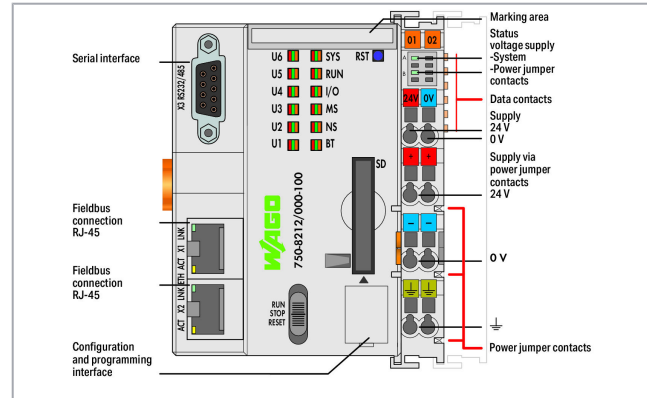 Marking area
Status
voltage supply
-System
-Power jumper
contacts
Data contacts
Supply
24 V
0 V
Supply via
power jumper
contacts
24 V
0 V
Power jumper contacts
Serial interface
Fieldbus
connection
RJ-45
Fieldbus
connection
RJ-45
Configuration
and programming
interface
X3 RS232/485
U6 SYS RST
U5 RUN
U4 I/O
U3 MS
U2 NS
U1 BT
01 02
A
B
24V 0V
+ +
− −
SD
WAGO
750-8212/000-100
ACT X1 LNK
ETH
ACT X2 LNK
RUN
STOP
RESET